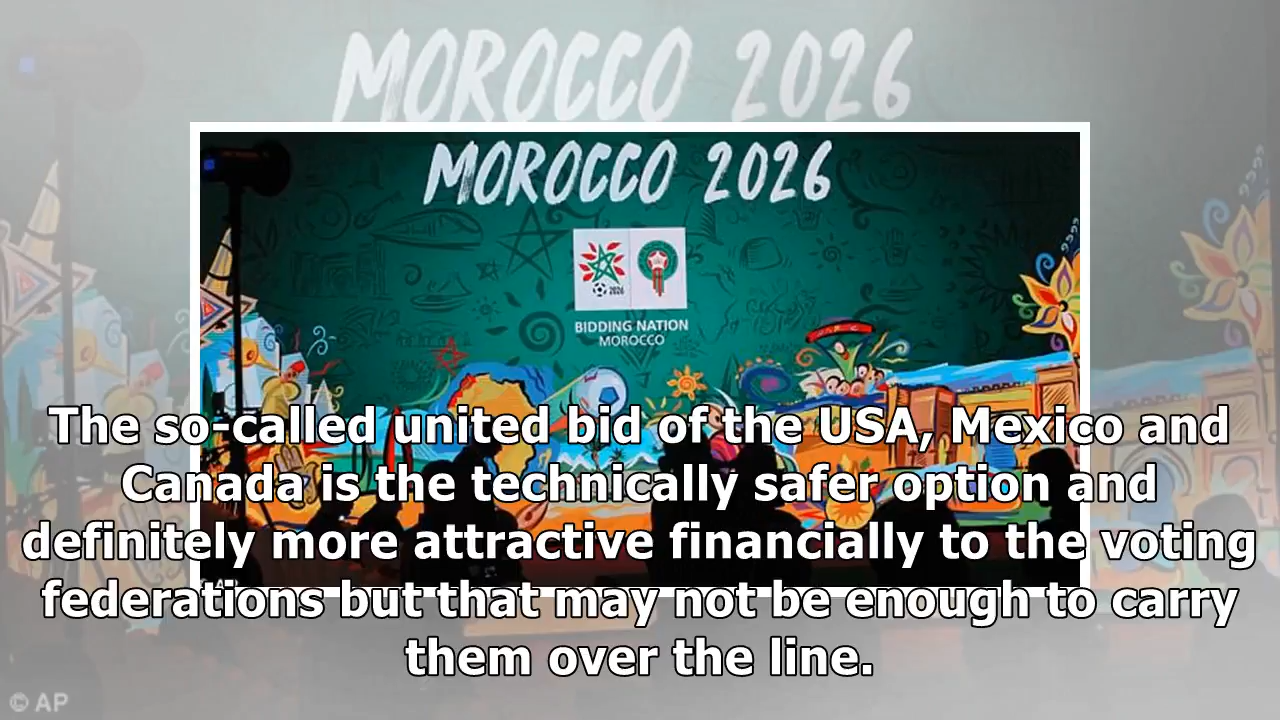 MOROCCO 2026
MOROCCO 2026
2026
BIDDING NATION
MOROCCO
The so-called united bid of the USA, Mexico and
Canada is the technically safer option and
definitely more attractive financially to the voting
federations but that may not be enough to carry
them over the line.
© AP